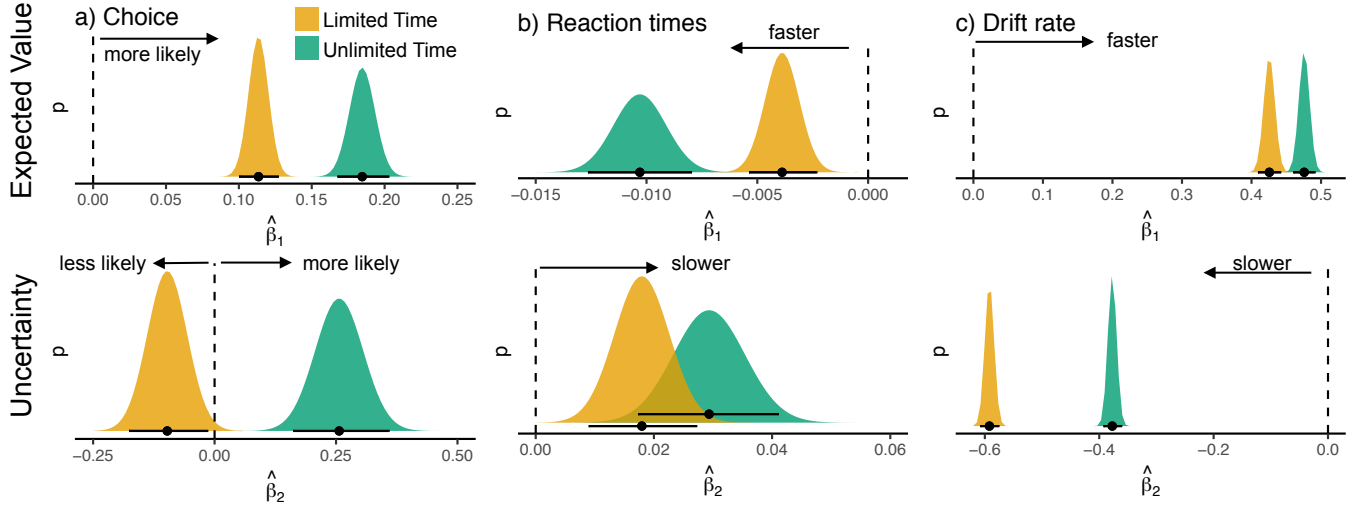 a) Choice
Limited Time
Unlimited Time
more likely
Expected Value
p
0.00 0.05 0.10 0.15 0.20 0.25
β̂₁
b) Reaction times
faster
p
−0.015 −0.010 −0.005 0.000
β̂₁
c) Drift rate
faster
p
0.0 0.1 0.2 0.3 0.4 0.5
β̂₁
less likely more likely
Uncertainty
p
−0.25 0.00 0.25 0.50
β̂₂
slower
p
0.00 0.02 0.04 0.06
β̂₂
slower
p
−0.6 −0.4 −0.2 0.0
β̂₂